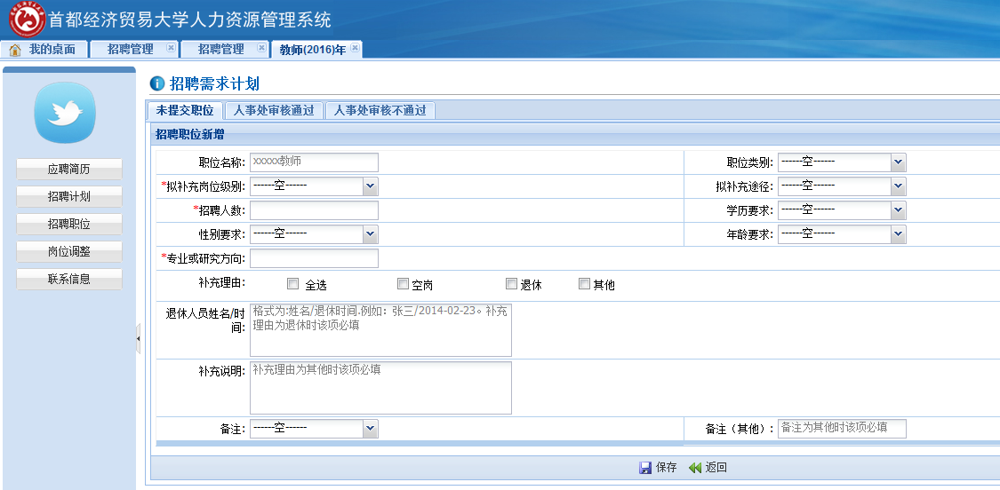 首都经济贸易大学人力资源管理系统
我的桌面 招聘管理 招聘管理 教师(2016)年
招聘需求计划
未提交职位 人事处审核通过 人事处审核不通过
招聘职位新增
应聘简历
招聘计划
招聘职位
岗位调整
联系信息
职位名称: xxxxx教师 职位类别: ------空------
*拟补充岗位级别: ------空------ 拟补充途径: ------空------
*招聘人数: 学历要求: ------空------
性别要求: ------空------ 年龄要求: ------空------
*专业或研究方向:
补充理由: 全选 空岗 退休 其他
退休人员姓名/时间: 格式为:姓名/退休时间.例如：张三/2014-02-23。补充
理由为退休时该项必填
补充说明: 补充理由为其他时该项必填
备注: ------空------ 备注（其他）: 备注为其他时该项必填
保存 返回